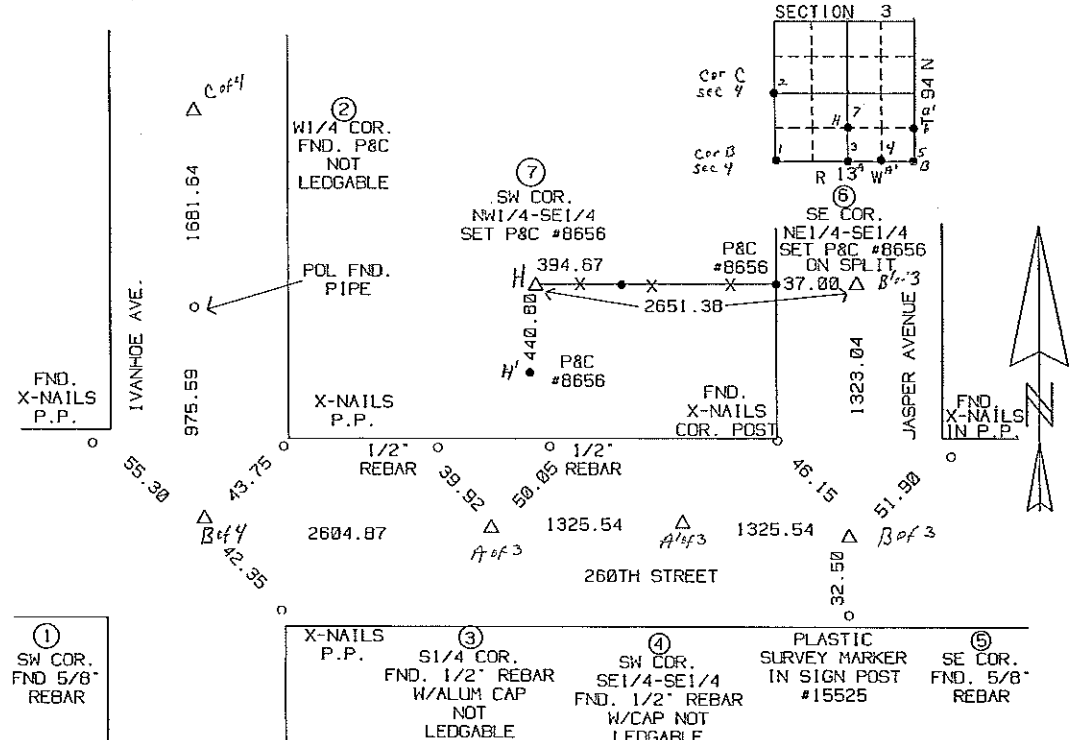 SECTION 3
Cor C
sec 4
2
94 N
T
a'
b
H
7
Cor B
sec 4
1
3
A
4
A'
5
B
R 13 W
C of 4
②
W1/4 COR.
FND. P&C
NOT
LEDGABLE
1681.64
POL FND.
PIPE
IVANHOE AVE.
975.59
⑦
SW COR.
NW1/4-SE1/4
SET P&C #8656
H
394.67
X
X
X
P&C
#8656
2651.38
37.00
440.80
H'
P&C
#8656
⑥
SE COR.
NE1/4-SE1/4
SET P&C #8656
ON SPLIT
1323.04
JASPER AVENUE
N
FND.
X-NAILS
P.P.
X-NAILS
P.P.
1/2" REBAR
1/2" REBAR
FND.
X-NAILS
COR. POST
FND.
X-NAILS
IN P.P.
55.30
43.75
39.92
50.05
46.15
51.90
B of 4
42.35
2604.87
A of 3
1325.54
A' of 3
1325.54
B of 3
32.50
260TH STREET
①
SW COR.
FND 5/8"
REBAR
X-NAILS
P.P.
③
S1/4 COR.
FND. 1/2" REBAR
W/ALUM CAP
NOT
LEDGABLE
④
SW COR.
SE1/4-SE1/4
FND. 1/2" REBAR
W/CAP NOT
LEDGABLE
PLASTIC
SURVEY MARKER
IN SIGN POST
#15525
⑤
SE COR.
FND. 5/8"
REBAR